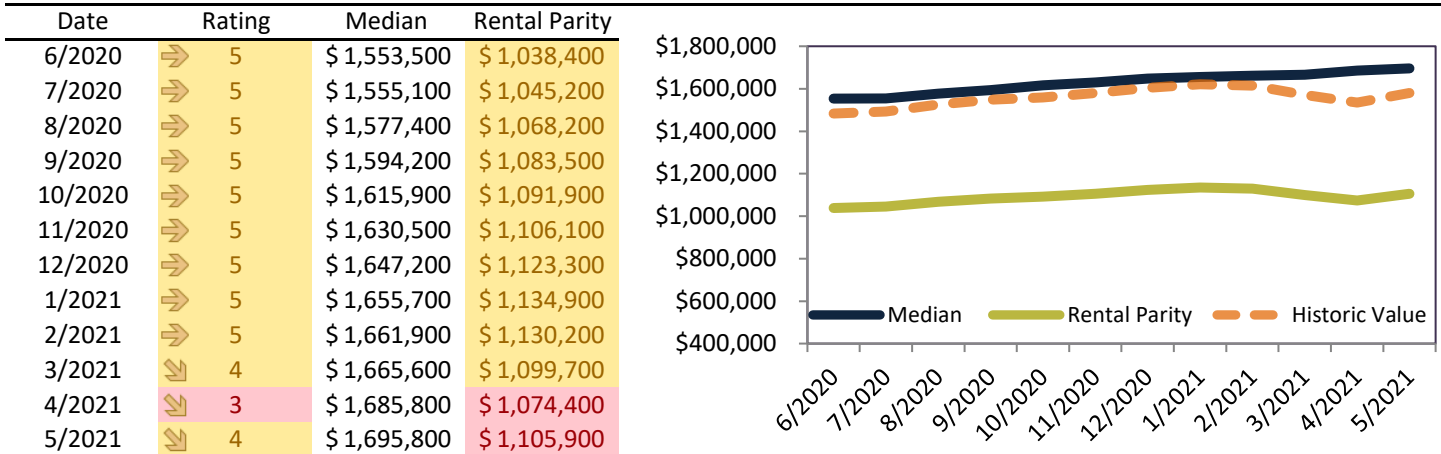 Date Rating Median Rental Parity
6/2020 5 $ 1,553,500 $ 1,038,400
7/2020 5 $ 1,555,100 $ 1,045,200
8/2020 5 $ 1,577,400 $ 1,068,200
9/2020 5 $ 1,594,200 $ 1,083,500
10/2020 5 $ 1,615,900 $ 1,091,900
11/2020 5 $ 1,630,500 $ 1,106,100
12/2020 5 $ 1,647,200 $ 1,123,300
1/2021 5 $ 1,655,700 $ 1,134,900
2/2021 5 $ 1,661,900 $ 1,130,200
3/2021 4 $ 1,665,600 $ 1,099,700
4/2021 3 $ 1,685,800 $ 1,074,400
5/2021 4 $ 1,695,800 $ 1,105,900
$1,800,000
$1,600,000
$1,400,000
$1,200,000
$1,000,000
$800,000
$600,000
$400,000
Median Rental Parity Historic Value
6/2020 7/2020 8/2020 9/2020 10/2020 11/2020 12/2020 1/2021 2/2021 3/2021 4/2021 5/2021